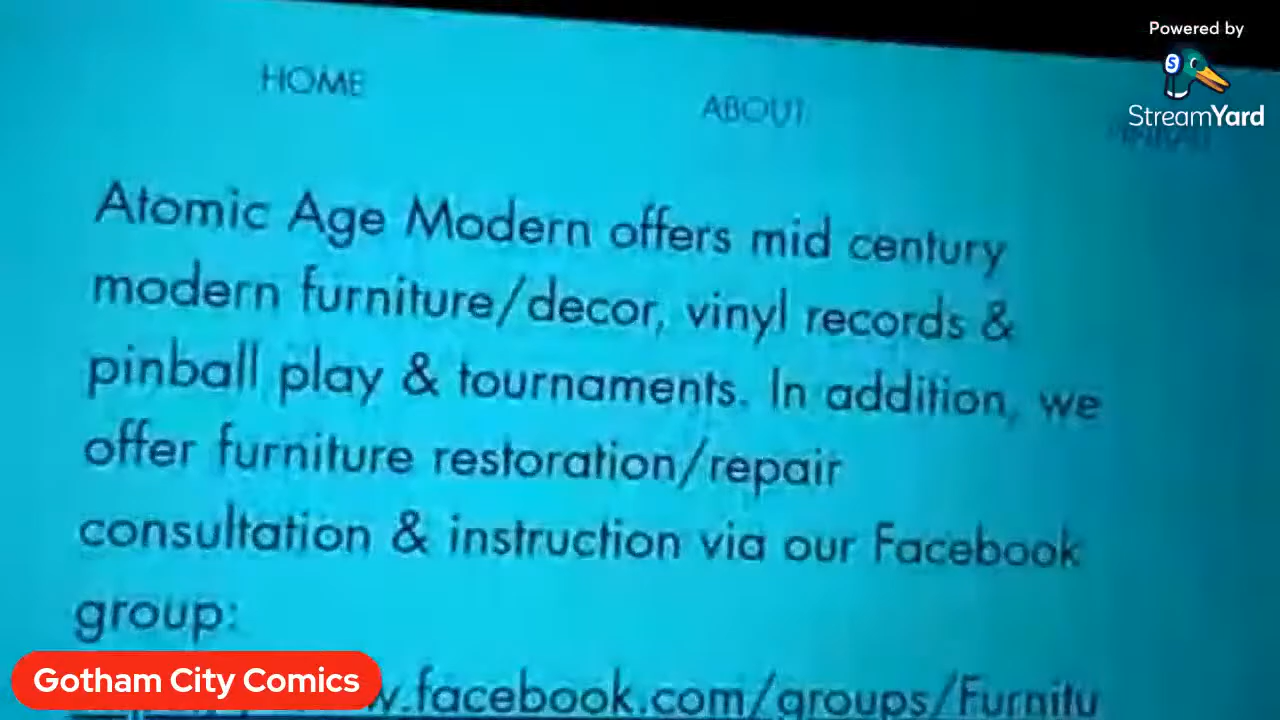 Powered by
StreamYard
HOME
ABOUT
PINBALL
Atomic Age Modern offers mid century
modern furniture/decor, vinyl records &
pinball play & tournaments. In addition, we
offer furniture restoration/repair
consultation & instruction via our Facebook
group:
Gotham City Comics
w.facebook.com/groups/Furnitu